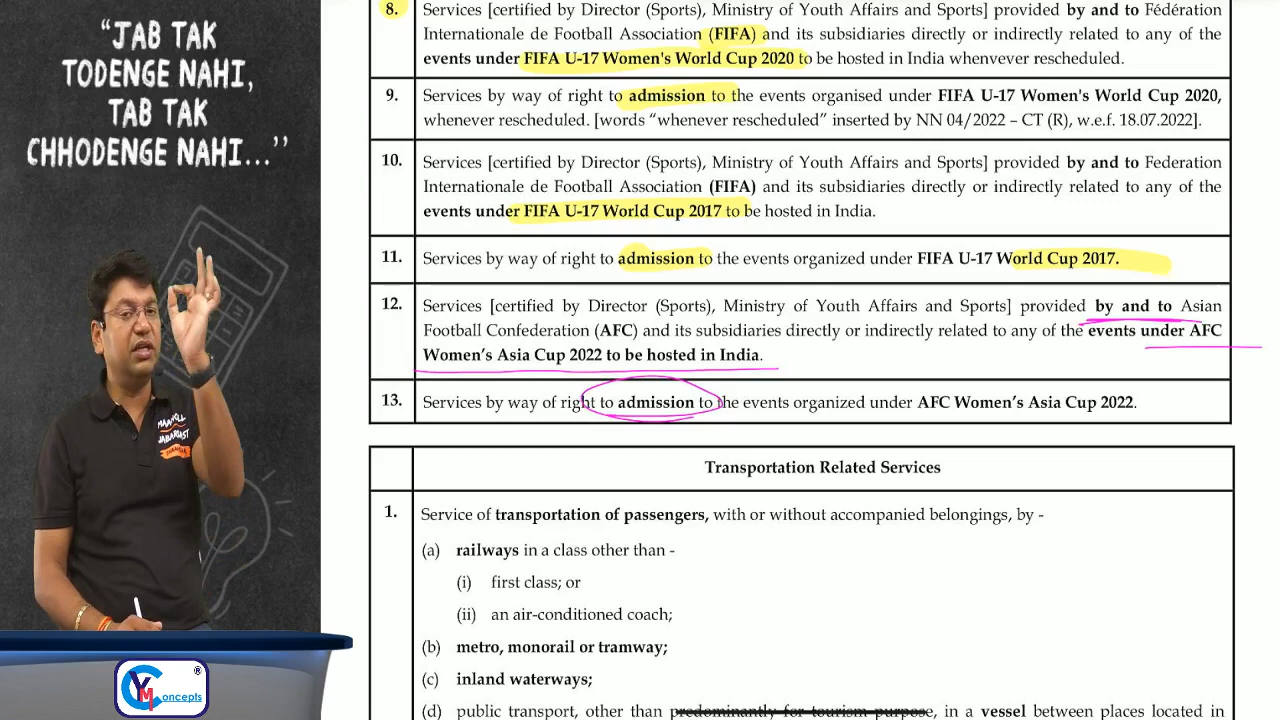 “JAB TAK
TODENGE NAHI,
TAB TAK
CHHODENGE NAHI...’’
8. Services [certified by Director (Sports), Ministry of Youth Affairs and Sports] provided by and to Fédération
Internationale de Football Association (FIFA) and its subsidiaries directly or indirectly related to any of the
events under FIFA U-17 Women's World Cup 2020 to be hosted in India whenvever rescheduled.
9. Services by way of right to admission to the events organised under FIFA U-17 Women's World Cup 2020,
whenever rescheduled. [words “whenever rescheduled” inserted by NN 04/2022 – CT (R), w.e.f. 18.07.2022].
10. Services [certified by Director (Sports), Ministry of Youth Affairs and Sports] provided by and to Federation
Internationale de Football Association (FIFA) and its subsidiaries directly or indirectly related to any of the
events under FIFA U-17 World Cup 2017 to be hosted in India.
11. Services by way of right to admission to the events organized under FIFA U-17 World Cup 2017.
12. Services [certified by Director (Sports), Ministry of Youth Affairs and Sports] provided by and to Asian
Football Confederation (AFC) and its subsidiaries directly or indirectly related to any of the events under AFC
Women’s Asia Cup 2022 to be hosted in India.
13. Services by way of right to admission to the events organized under AFC Women’s Asia Cup 2022.
Transportation Related Services
1. Service of transportation of passengers, with or without accompanied belongings, by -
(a) railways in a class other than -
(i) first class; or
(ii) an air-conditioned coach;
(b) metro, monorail or tramway;
(c) inland waterways;
(d) public transport, other than predominantly for tourism purpose, in a vessel between places located in
JABARDAST
CYM oncepts ®